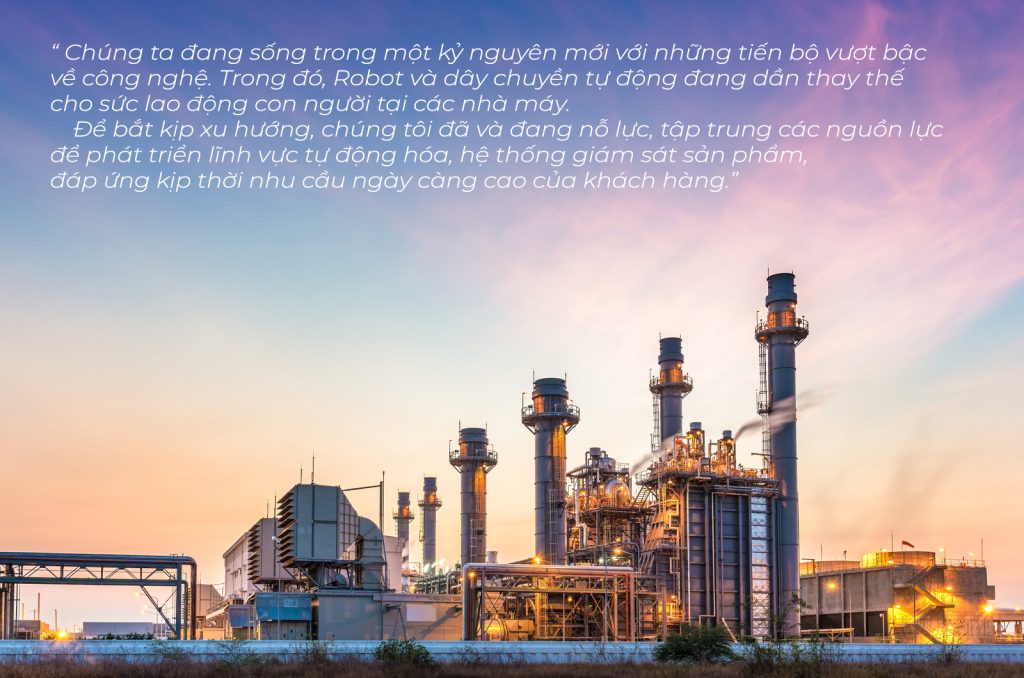 “ Chúng ta đang sống trong một kỷ nguyên mới với những tiến bộ vượt bậc
về công nghệ. Trong đó, Robot và dây chuyền tự động đang dần thay thế
cho sức lao động con người tại các nhà máy.
Để bắt kịp xu hướng, chúng tôi đã và đang nỗ lực, tập trung các nguồn lực
để phát triển lĩnh vực tự động hóa, hệ thống giám sát sản phẩm,
đáp ứng kịp thời nhu cầu ngày càng cao của khách hàng.”